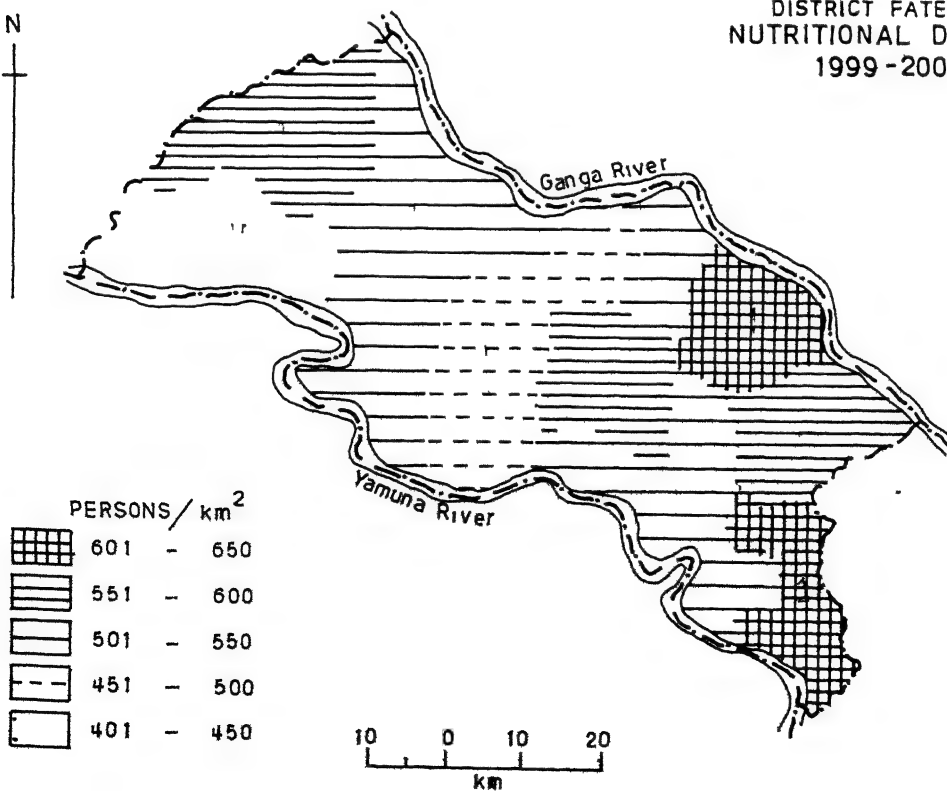 DISTRICT FATE
NUTRITIONAL D
1999-200
N
Ganga River
Yamuna River
PERSONS / km²
601 - 650
551 - 600
501 - 550
451 - 500
401 - 450
10 0 10 20
km